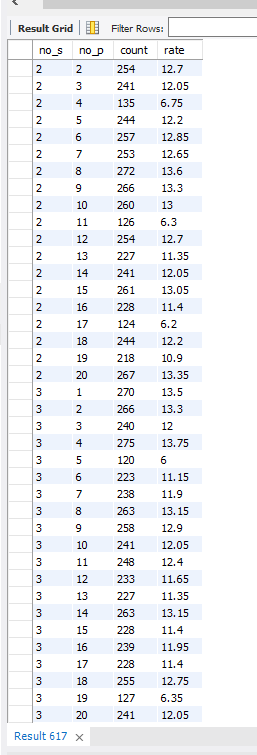 Result Grid Filter Rows:
no_s no_p count rate
2 2 254 12.7
2 3 241 12.05
2 4 135 6.75
2 5 244 12.2
2 6 257 12.85
2 7 253 12.65
2 8 272 13.6
2 9 266 13.3
2 10 260 13
2 11 126 6.3
2 12 254 12.7
2 13 227 11.35
2 14 241 12.05
2 15 261 13.05
2 16 228 11.4
2 17 124 6.2
2 18 244 12.2
2 19 218 10.9
2 20 267 13.35
3 1 270 13.5
3 2 266 13.3
3 3 240 12
3 4 275 13.75
3 5 120 6
3 6 223 11.15
3 7 238 11.9
3 8 263 13.15
3 9 258 12.9
3 10 241 12.05
3 11 248 12.4
3 12 233 11.65
3 13 227 11.35
3 14 263 13.15
3 15 228 11.4
3 16 239 11.95
3 17 228 11.4
3 18 255 12.75
3 19 127 6.35
3 20 241 12.05
Result 617